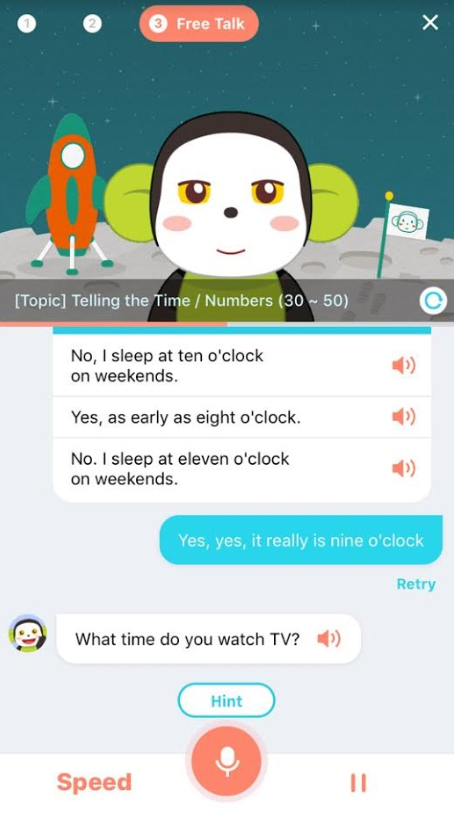 1 2 3 Free Talk
[Topic] Telling the Time / Numbers (30 ~ 50)
No, I sleep at ten o'clock
on weekends.
Yes, as early as eight o'clock.
No. I sleep at eleven o'clock
on weekends.
Yes, yes, it really is nine o'clock
Retry
What time do you watch TV?
Hint
Speed